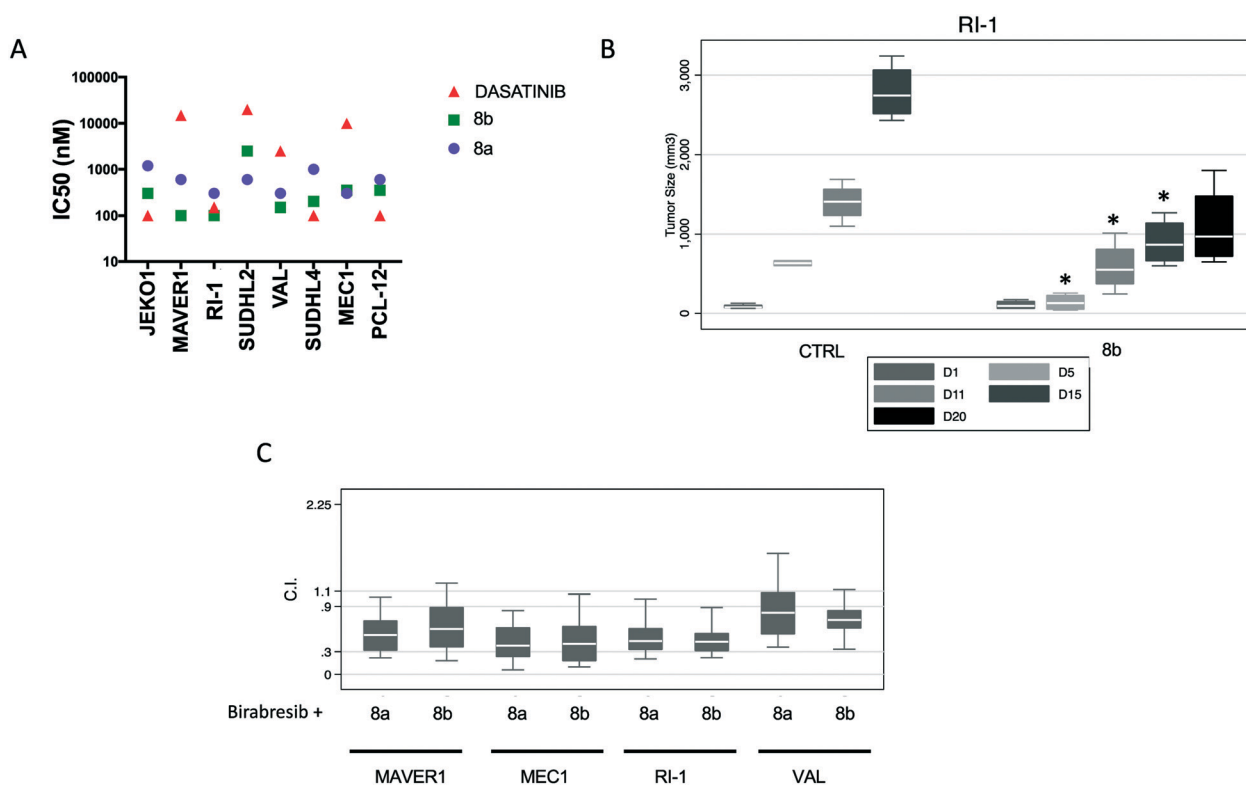 A
IC50 (nM)
100000
10000
1000
100
10
JEKO1
MAVER1
RI-1
SUDHL2
VAL
SUDHL4
MEC1
PCL-12
DASATINIB
8b
8a
B
RI-1
Tumor Size (mm3)
3,000
2,000
1,000
0
*
*
*
CTRL
8b
D1
D5
D11
D15
D20
C
C.I.
2.25
1.1
.9
.3
0
Birabresib +
8a
8b
8a
8b
8a
8b
8a
8b
MAVER1
MEC1
RI-1
VAL